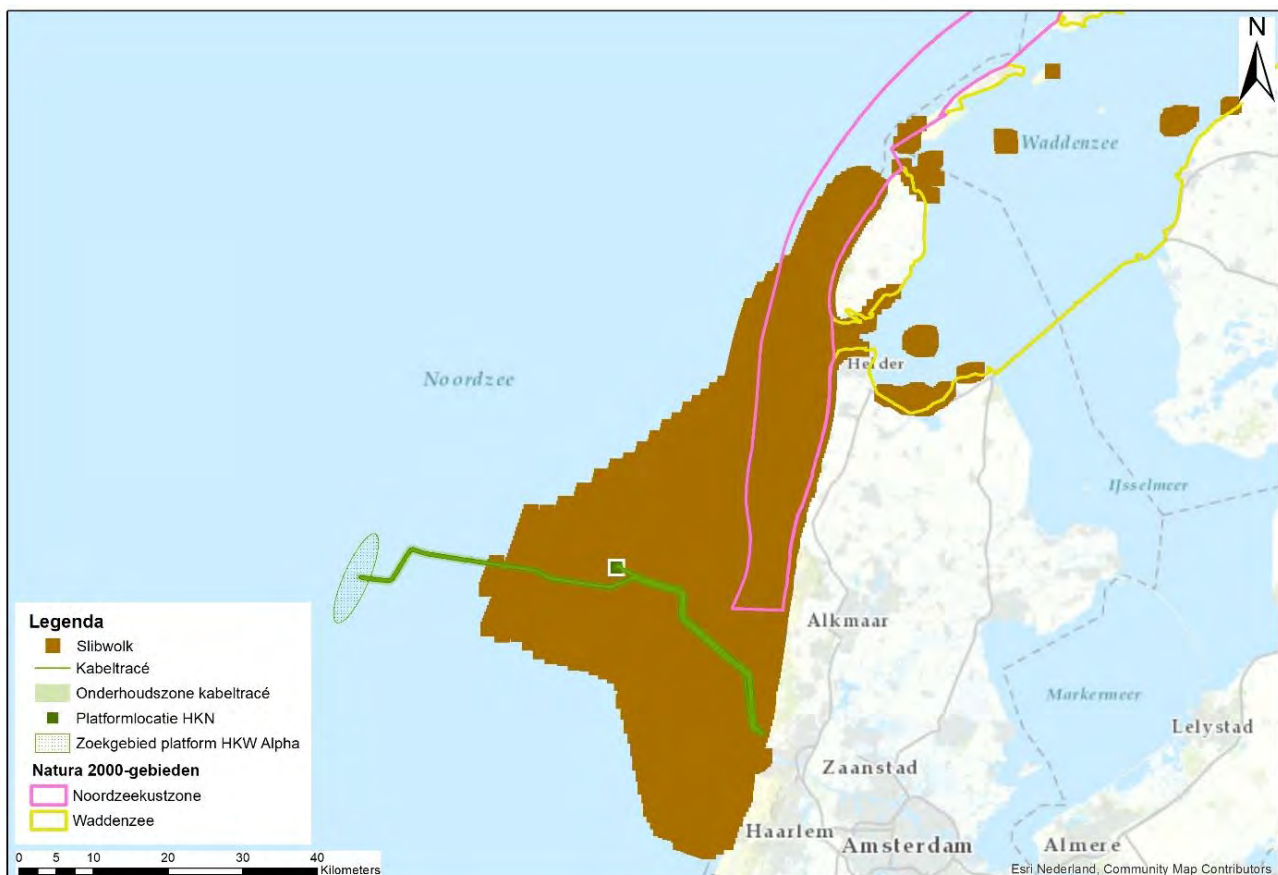 N
Waddenzee
Noordzee
Helder
IJsselmeer
Alkmaar
Markermeer
Lelystad
Zaanstad
Haarlem
Amsterdam
Almere
Legenda
Slibwolk
Kabeltracé
Onderhoudszone kabeltracé
Platformlocatie HKN
Zoekgebied platform HKW Alpha
Natura 2000-gebieden
Noordzeekustzone
Waddenzee
0 5 10 20 30 40
Kilometers
Esri Nederland, Community Map Contributors